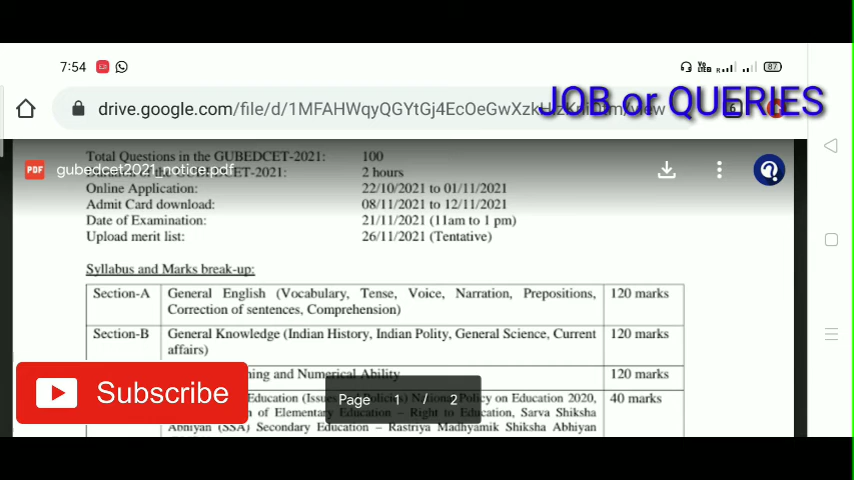 7:54
87
JOB or QUERIES
drive.google.com/file/d/1MFAHWqyQGYtGj4EcOeGwXzk
Total Questions in the GUBEDCET-2021: 100
PDF gubedcet2021_notice.pdf
GUBEDCET-2021: 2 hours
Online Application: 22/10/2021 to 01/11/2021
Admit Card download: 08/11/2021 to 12/11/2021
Date of Examination: 21/11/2021 (11am to 1 pm)
Upload merit list: 26/11/2021 (Tentative)
Syllabus and Marks break-up:
Section-A General English (Vocabulary, Tense, Voice, Narration, Prepositions, 120 marks
Correction of sentences, Comprehension)
Section-B General Knowledge (Indian History, Indian Polity, General Science, Current 120 marks
affairs)
and Numerical Ability 120 marks
Subscribe
Page 1 / 2
Education (Issues Policy on Education 2020, 40 marks
of Elementary Education – Right to Education, Sarva Shiksha
Abhiyan (SSA) Secondary Education – Rastriya Madhyamik Shiksha Abhiyan